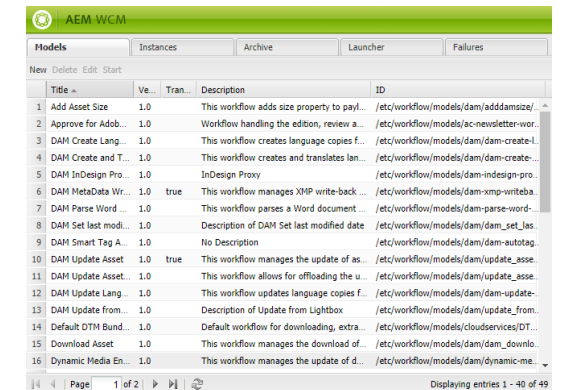 AEM WCM
Models Instances Archive Launcher Failures
New Delete Edit Start
Title Ve... Tran... Description ID
1 Add Asset Size 1.0 This workflow adds size property to payl... /etc/workflow/models/dam/adddamsize/...
2 Approve for Adob... 1.0 Workflow handling the edition, review a... /etc/workflow/models/ac-newsletter-wor...
3 DAM Create Lang... 1.0 This workflow creates language copies f... /etc/workflow/models/dam/dam-create-l...
4 DAM Create and T... 1.0 This workflow creates and translates lan... /etc/workflow/models/dam/dam-create-...
5 DAM InDesign Pro... 1.0 InDesign Proxy /etc/workflow/models/dam-indesign-pro...
6 DAM MetaData Wr... 1.0 true This workflow manages XMP write-back ... /etc/workflow/models/dam-xmp-writeba...
7 DAM Parse Word ... 1.0 This workflow parses a Word document ... /etc/workflow/models/dam-parse-word-...
8 DAM Set last modi... 1.0 Description of DAM Set last modified date /etc/workflow/models/dam/dam_set_las...
9 DAM Smart Tag A... 1.0 No Description /etc/workflow/models/dam/dam-autotag...
10 DAM Update Asset 1.0 true This workflow manages the update of as... /etc/workflow/models/dam/update_asse...
11 DAM Update Asset... 1.0 This workflow allows for offloading the u... /etc/workflow/models/dam/update_asse...
12 DAM Update Lang... 1.0 This workflow updates language copies f... /etc/workflow/models/dam/dam-update-...
13 DAM Update from... 1.0 Description of Update from Lightbox /etc/workflow/models/dam/update_from...
14 Default DTM Bund... 1.0 Default workflow for downloading, extra... /etc/workflow/models/cloudservices/DT...
15 Download Asset 1.0 This workflow manages the download of... /etc/workflow/models/dam/dam_downlo...
16 Dynamic Media En... 1.0 This workflow manages the update of d... /etc/workflow/models/dam/dynamic-me...
Page 1 of 2 Displaying entries 1 - 40 of 49